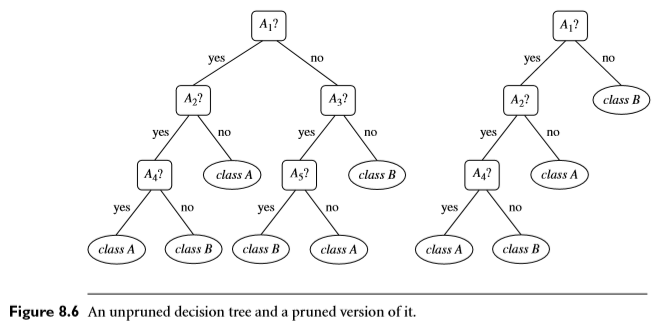 A1? A1?
yes no yes no
A2? A3? A2? class B
yes no yes no yes no
A4? class A A5? class B A4? class A
yes no yes no yes no
class A class B class B class A class A class B
Figure 8.6 An unpruned decision tree and a pruned version of it.